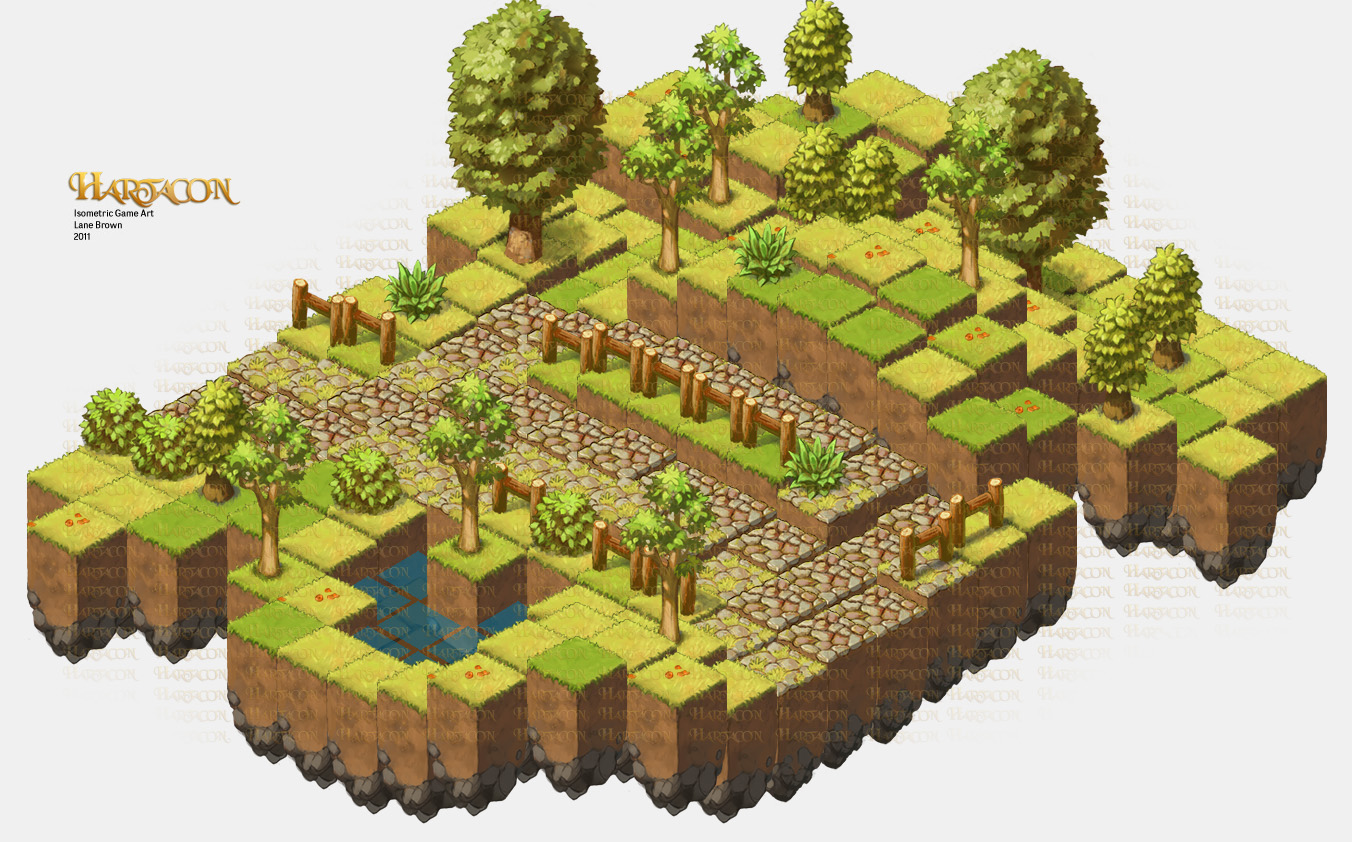 HARTACON
Isometric Game Art
Lane Brown
2011